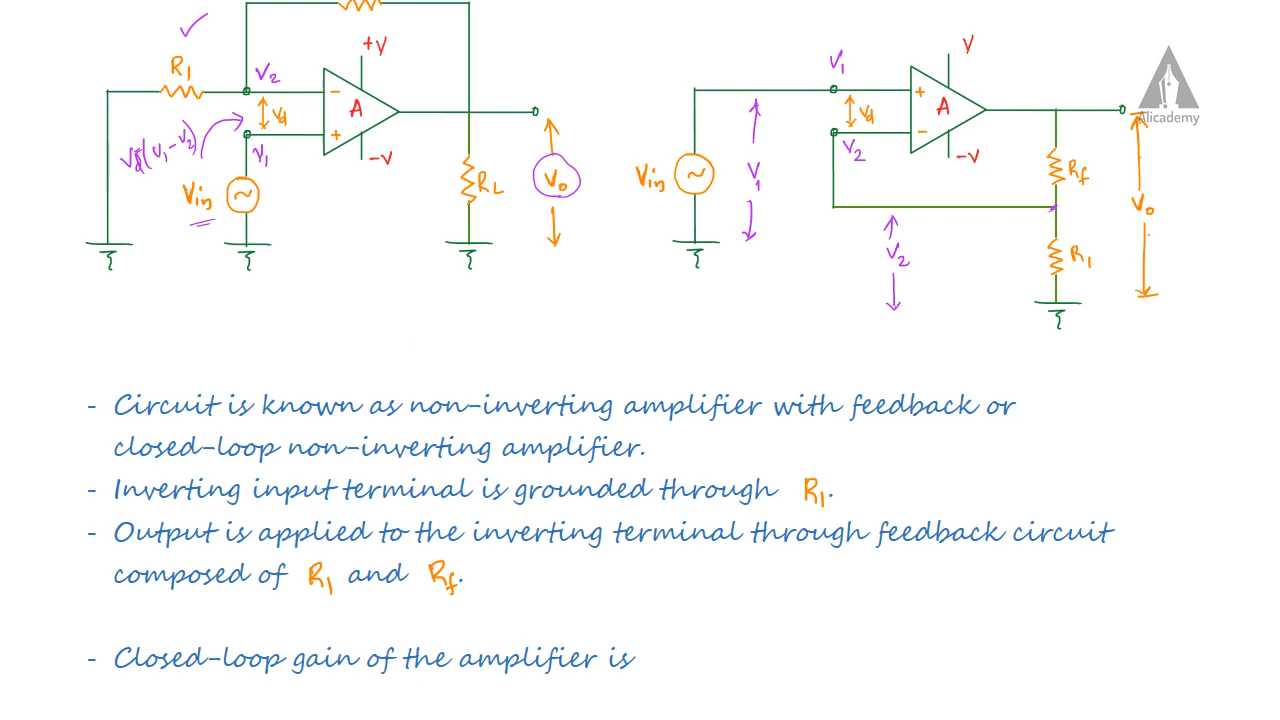 +V
R1
V2
-
A
Vd
+
Vd(V1-V2)
V1
-V
Vin
~
RL
Vo
V
V1
+
A
Vd
-
V2
-V
Alicademy
Vin
~
V1
Rf
Vo
V2
R1
- Circuit is known as non-inverting amplifier with feedback or
closed-loop non-inverting amplifier.
- Inverting input terminal is grounded through R1.
- Output is applied to the inverting terminal through feedback circuit
composed of R1 and Rf.
- Closed-loop gain of the amplifier is